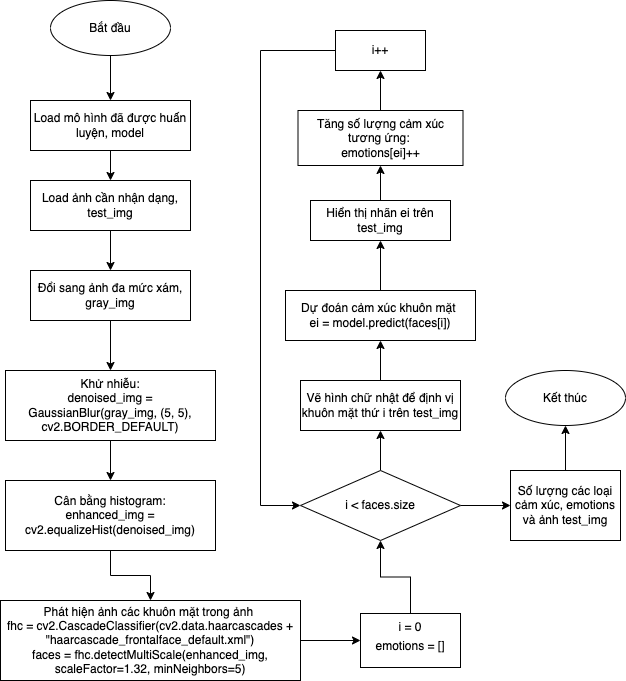 Bắt đầu
Load mô hình đã được huấn
luyện, model
Load ảnh cần nhận dạng,
test_img
Đổi sang ảnh đa mức xám,
gray_img
Khử nhiễu:
denoised_img =
GaussianBlur(gray_img, (5, 5),
cv2.BORDER_DEFAULT)
Cân bằng histogram:
enhanced_img =
cv2.equalizeHist(denoised_img)
Phát hiện ảnh các khuôn mặt trong ảnh
fhc = cv2.CascadeClassifier(cv2.data.haarcascades +
"haarcascade_frontalface_default.xml")
faces = fhc.detectMultiScale(enhanced_img,
scaleFactor=1.32, minNeighbors=5)
i = 0
emotions = []
i < faces.size
Vẽ hình chữ nhật để định vị
khuôn mặt thứ i trên test_img
Dự đoán cảm xúc khuôn mặt
ei = model.predict(faces[i])
Hiển thị nhãn ei trên
test_img
Tăng số lượng cảm xúc
tương ứng:
emotions[ei]++
i++
Số lượng các loại
cảm xúc, emotions
và ảnh test_img
Kết thúc